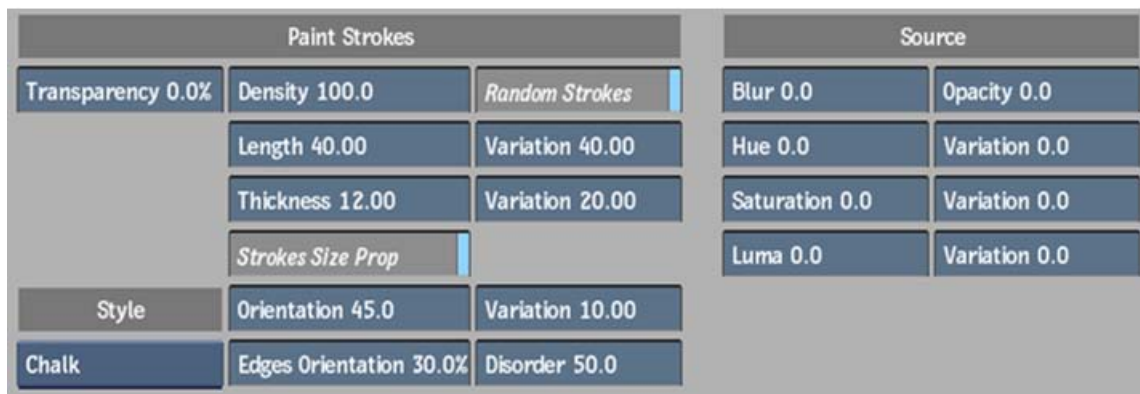 Paint Strokes
Source
Transparency 0.0%
Density 100.0
Random Strokes
Blur 0.0
Opacity 0.0
Length 40.00
Variation 40.00
Hue 0.0
Variation 0.0
Thickness 12.00
Variation 20.00
Saturation 0.0
Variation 0.0
Strokes Size Prop
Luma 0.0
Variation 0.0
Style
Orientation 45.0
Variation 10.00
Chalk
Edges Orientation 30.0%
Disorder 50.0